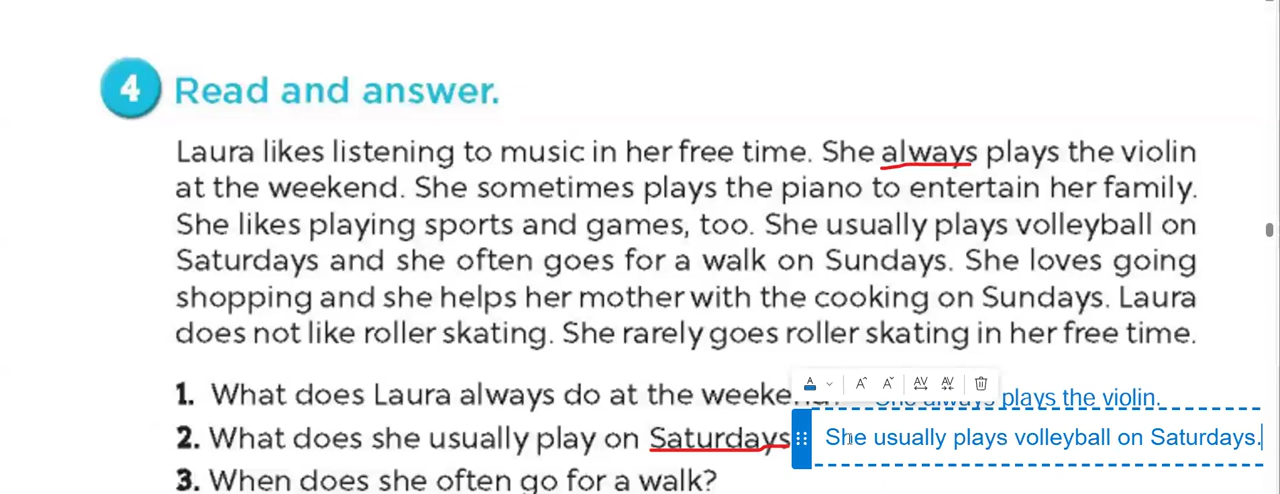 4 Read and answer.
Laura likes listening to music in her free time. She always plays the violin
at the weekend. She sometimes plays the piano to entertain her family.
She likes playing sports and games, too. She usually plays volleyball on
Saturdays and she often goes for a walk on Sundays. She loves going
shopping and she helps her mother with the cooking on Sundays. Laura
does not like roller skating. She rarely goes roller skating in her free time.
1. What does Laura always do at the weekend? She always plays the violin.
2. What does she usually play on Saturdays She usually plays volleyball on Saturdays.
3. When does she often go for a walk?